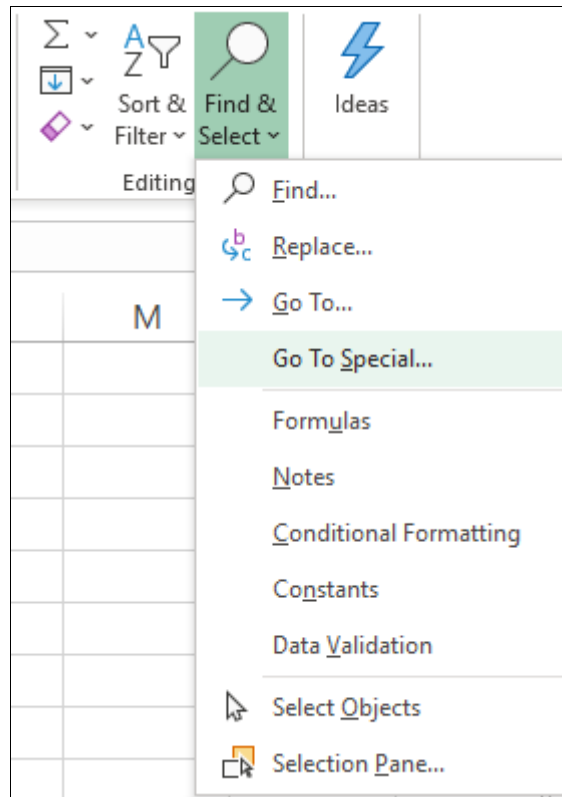 Sort & Find & Ideas
Filter Select
Editing
Find...
Replace...
Go To...
M
Go To Special...
Formulas
Notes
Conditional Formatting
Constants
Data Validation
Select Objects
Selection Pane...